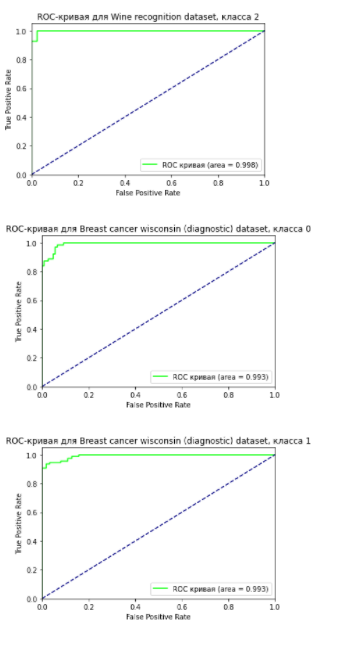 ROC-кривая для Wine recognition dataset, класса 2
1.0
0.8
0.6
0.4
0.2
0.0
True Positive Rate
ROC кривая (area = 0.998)
0.0 0.2 0.4 0.6 0.8 1.0
False Positive Rate
ROC-кривая для Breast cancer wisconsin (diagnostic) dataset, класса 0
1.0
0.8
0.6
0.4
0.2
0.0
True Positive Rate
ROC кривая (area = 0.993)
0.0 0.2 0.4 0.6 0.8 1.0
False Positive Rate
ROC-кривая для Breast cancer wisconsin (diagnostic) dataset, класса 1
1.0
0.8
0.6
0.4
0.2
0.0
True Positive Rate
ROC кривая (area = 0.993)
0.0 0.2 0.4 0.6 0.8 1.0
False Positive Rate